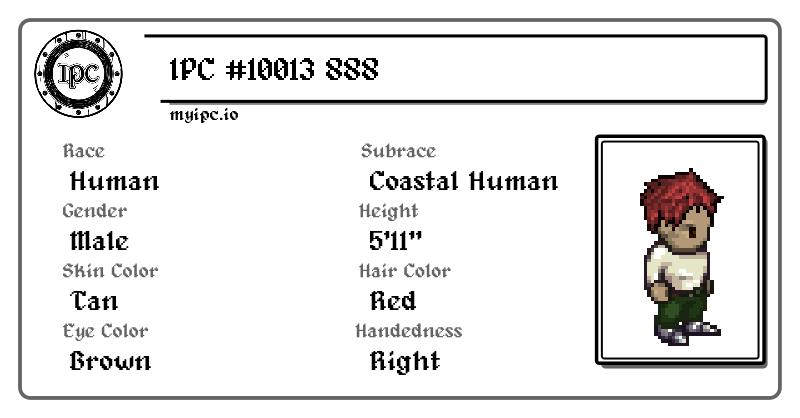 IPC
IPC #10013 888
myipc.io
Race
Human
Subrace
Coastal Human
Gender
Male
Height
5'11"
Skin Color
Tan
Hair Color
Red
Eye Color
Brown
Handedness
Right